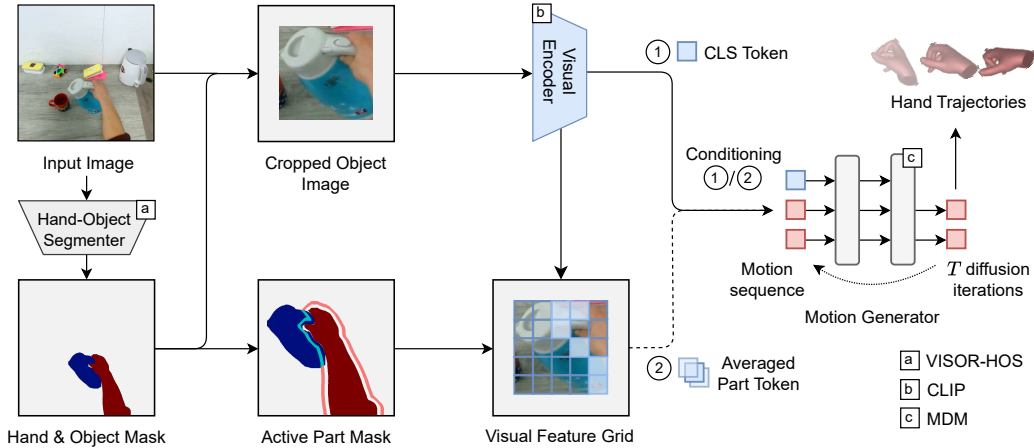 b
1
CLS Token
Visual
Encoder
Hand Trajectories
Input Image
Cropped Object
Image
Conditioning
1/2
c
a
Hand-Object
Segmenter
Motion
sequence
T diffusion
iterations
Motion Generator
2
Averaged
Part Token
a VISOR-HOS
b CLIP
c MDM
Hand & Object Mask
Active Part Mask
Visual Feature Grid